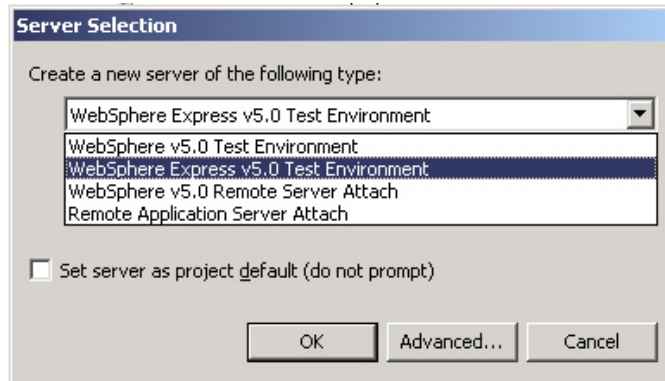 Server Selection
Create a new server of the following type:
WebSphere Express v5.0 Test Environment
WebSphere v5.0 Test Environment
WebSphere Express v5.0 Test Environment
WebSphere v5.0 Remote Server Attach
Remote Application Server Attach
Set server as project default (do not prompt)
OK Advanced... Cancel